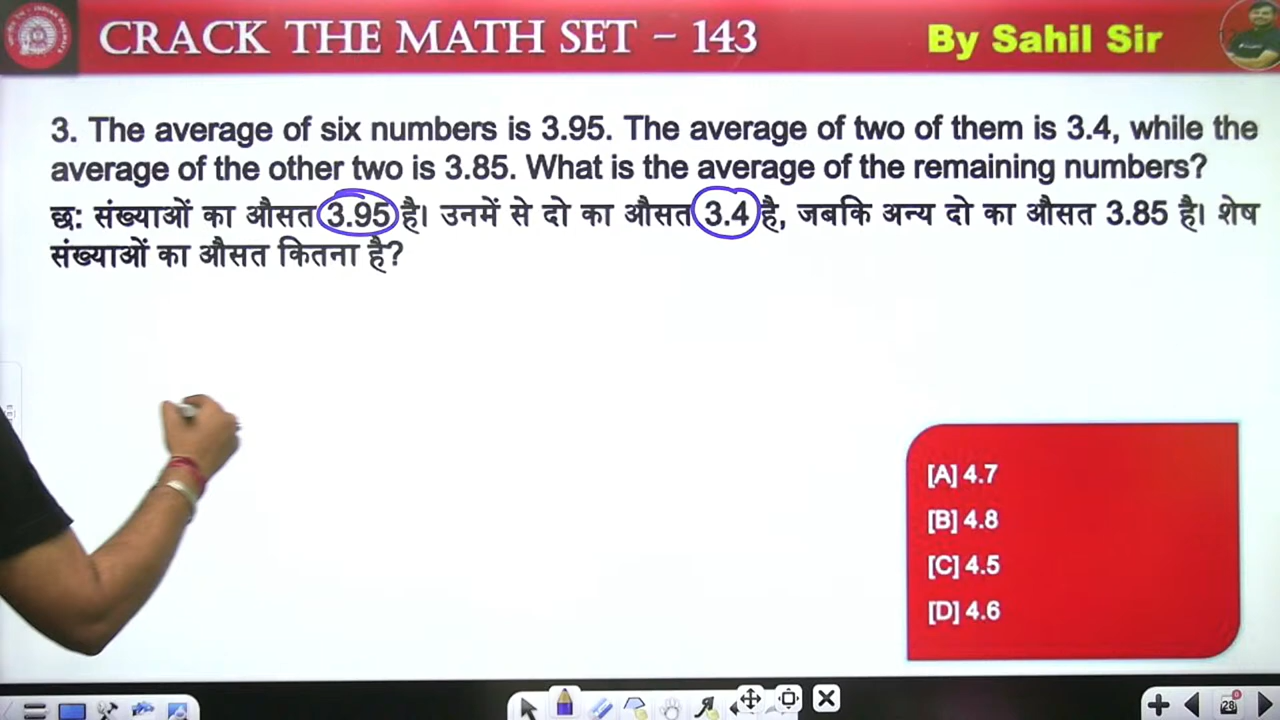 CRACK THE MATH SET – 143
By Sahil Sir
3. The average of six numbers is 3.95. The average of two of them is 3.4, while the
average of the other two is 3.85. What is the average of the remaining numbers?
छ: संख्याओं का औसत 3.95 है। उनमें से दो का औसत 3.4 है, जबकि अन्य दो का औसत 3.85 है। शेष
संख्याओं का औसत कितना है?
[A] 4.7
[B] 4.8
[C] 4.5
[D] 4.6